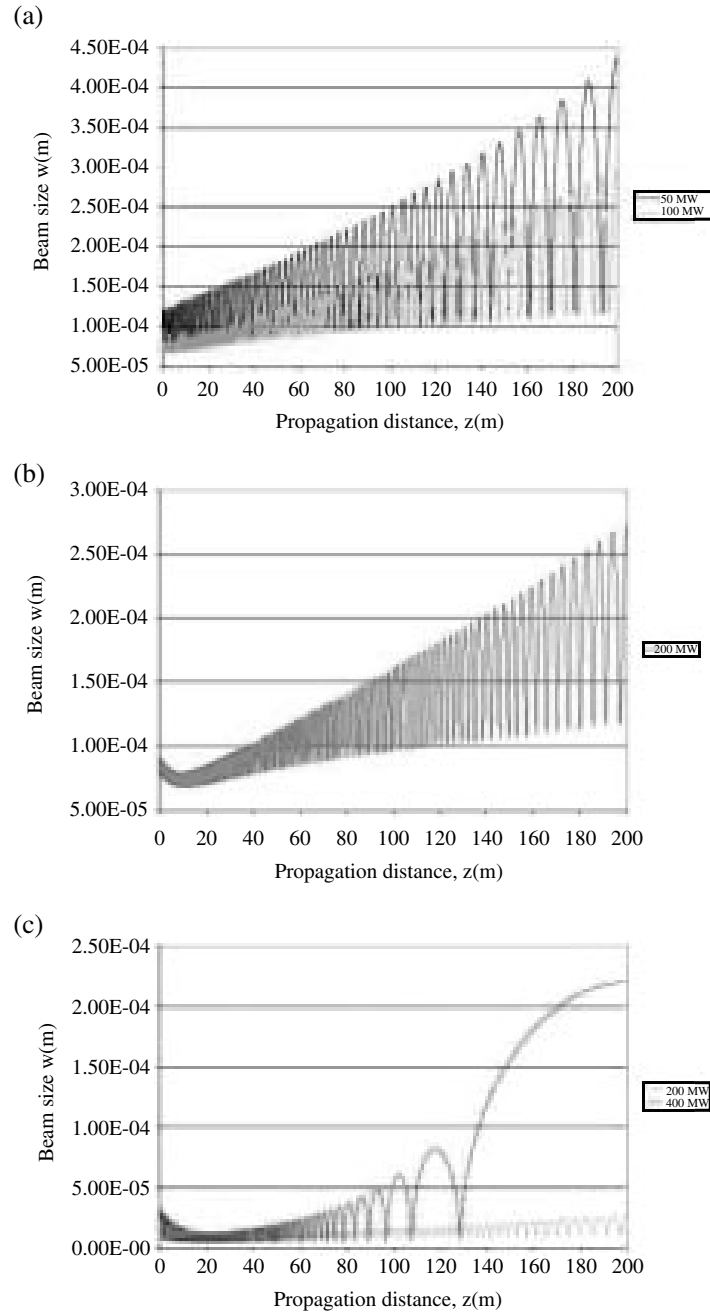 (a)
4.50E-04
4.00E-04
3.50E-04
3.00E-04
2.50E-04
2.00E-04
1.50E-04
1.00E-04
5.00E-05
Beam size w(m)
0 20 40 60 80 100 120 140 160 180 200
Propagation distance, z(m)
50 MW
100 MW
(b)
3.00E-04
2.50E-04
2.00E-04
1.50E-04
1.00E-04
5.00E-05
Beam size w(m)
0 20 40 60 80 100 120 140 160 180 200
Propagation distance, z(m)
200 MW
(c)
2.50E-04
2.00E-04
1.50E-04
1.00E-04
5.00E-05
0.00E-00
Beam size w(m)
0 20 40 60 80 100 120 140 160 180 200
Propagation distance, z(m)
200 MW
400 MW